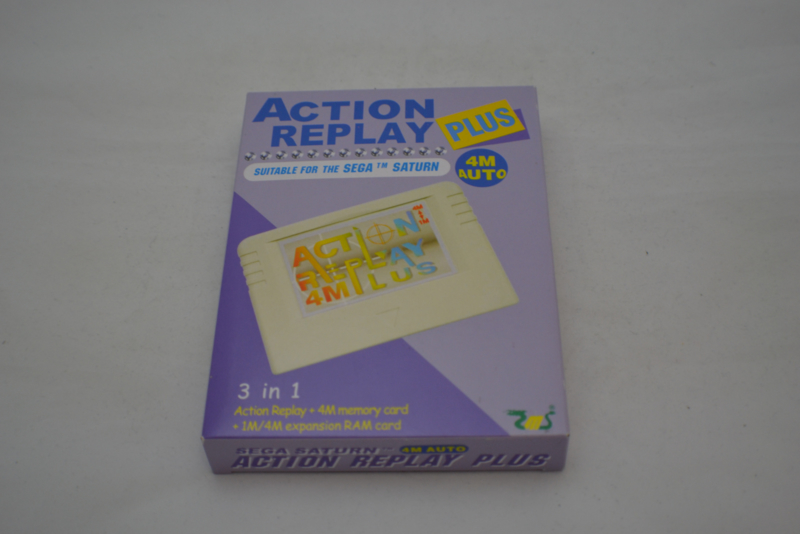 ACTION
REPLAY
PLUS
SUITABLE FOR THE SEGA™ SATURN
4M
AUTO
ACTION
REPLAY
4M PLUS
3 in 1
Action Replay + 4M memory card
+ 1M/4M expansion RAM card
SEGA SATURN™ 4M AUTO
ACTION REPLAY PLUS